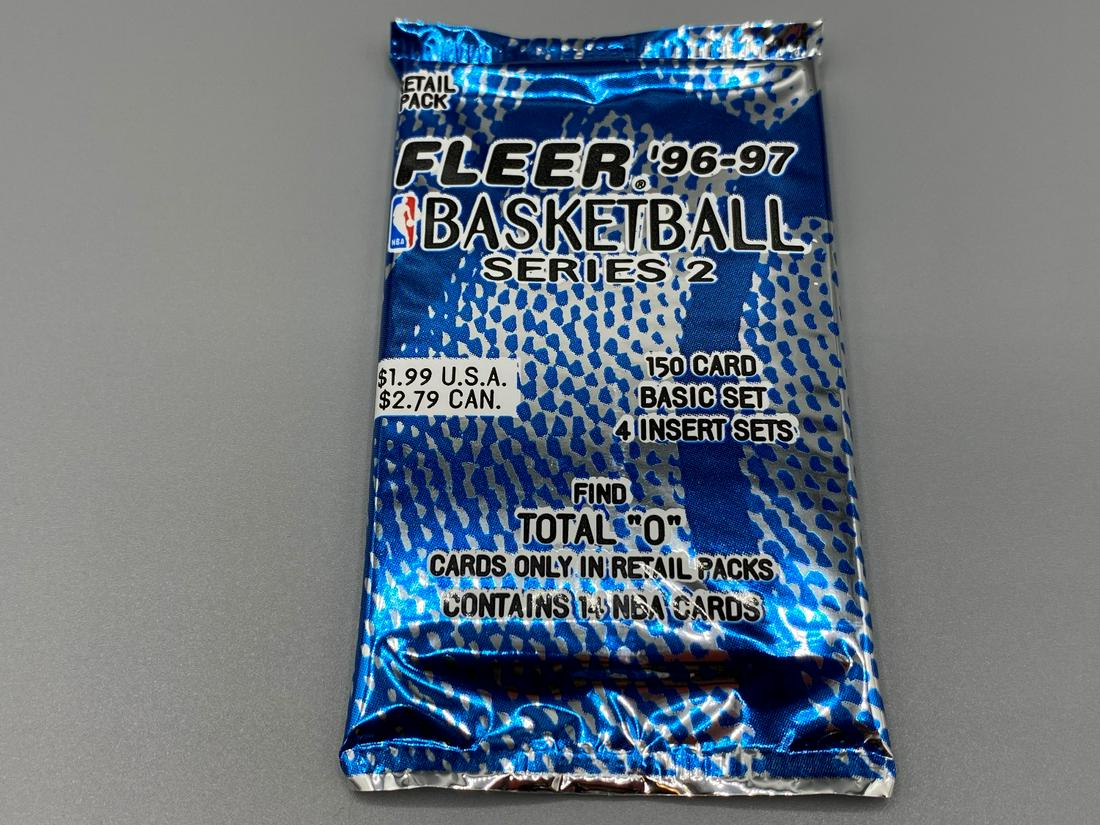 ETAIL
PACK
FLEER® '96-97
NBA
BASKETBALL
SERIES 2
$1.99 U.S.A.
$2.79 CAN.
150 CARD
BASIC SET
4 INSERT SETS
FIND
TOTAL "O"
CARDS ONLY IN RETAIL PACKS
CONTAINS 14 NBA CARDS